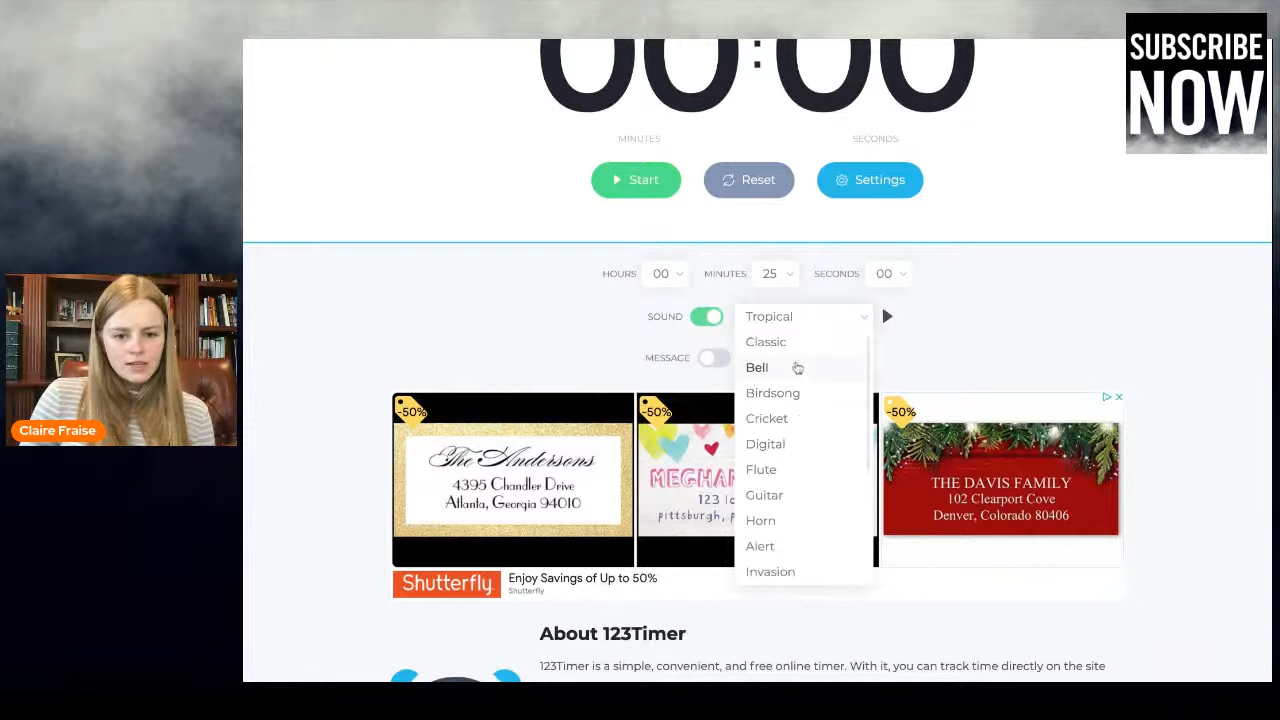 SUBSCRIBE
NOW
00:00
MINUTES SECONDS
Start Reset Settings
HOURS 00 MINUTES 25 SECONDS 00
SOUND Tropical
Classic
MESSAGE
Bell
Birdsong
Cricket
Digital
Flute
Guitar
Horn
Alert
Invasion
Claire Fraise
-50%
The Andersons
4395 Chandler Drive
Atlanta, Georgia 94010
-50%
MEGHAN
123
pittsburgh, p
-50%
THE DAVIS FAMILY
102 Clearport Cove
Denver, Colorado 80406
Shutterfly
Enjoy Savings of Up to 50%
Shutterfly
About 123Timer
123Timer is a simple, convenient, and free online timer. With it, you can track time directly on the site